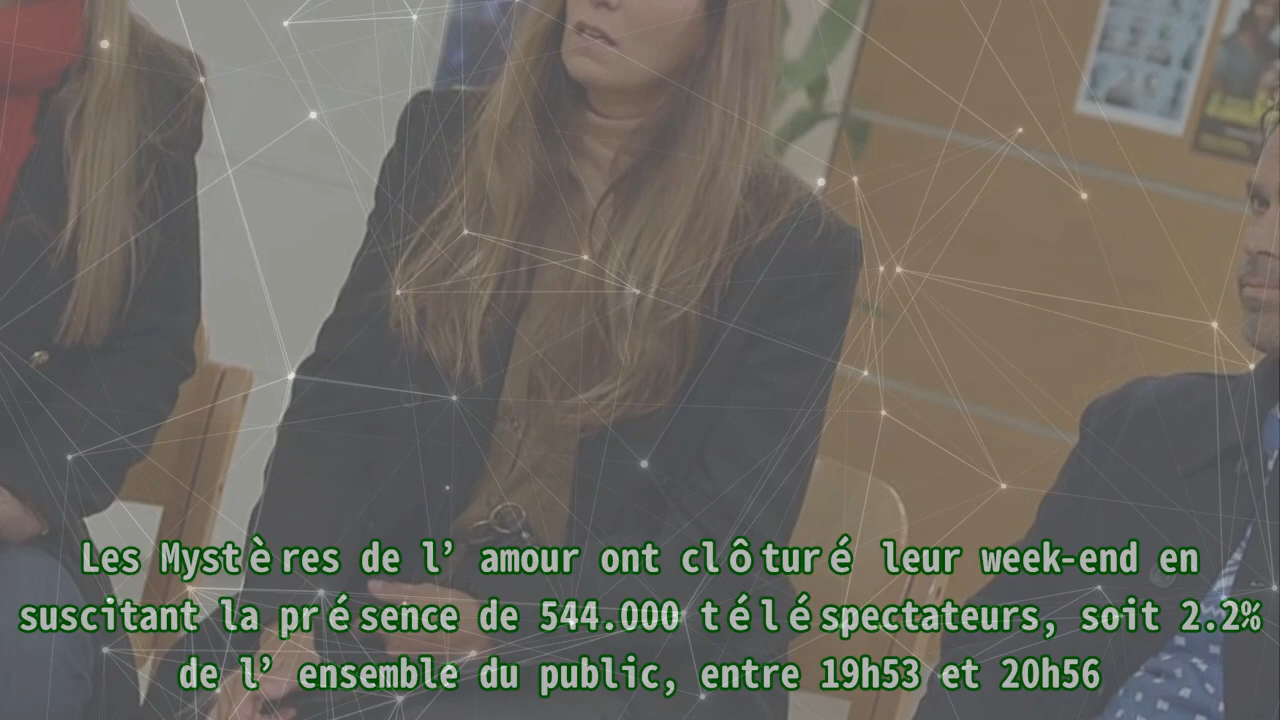 Les Mystères de l’ amour ont clôturé leur week-end en
suscitant la présence de 544.000 téléspectateurs, soit 2.2%
de l’ ensemble du public, entre 19h53 et 20h56